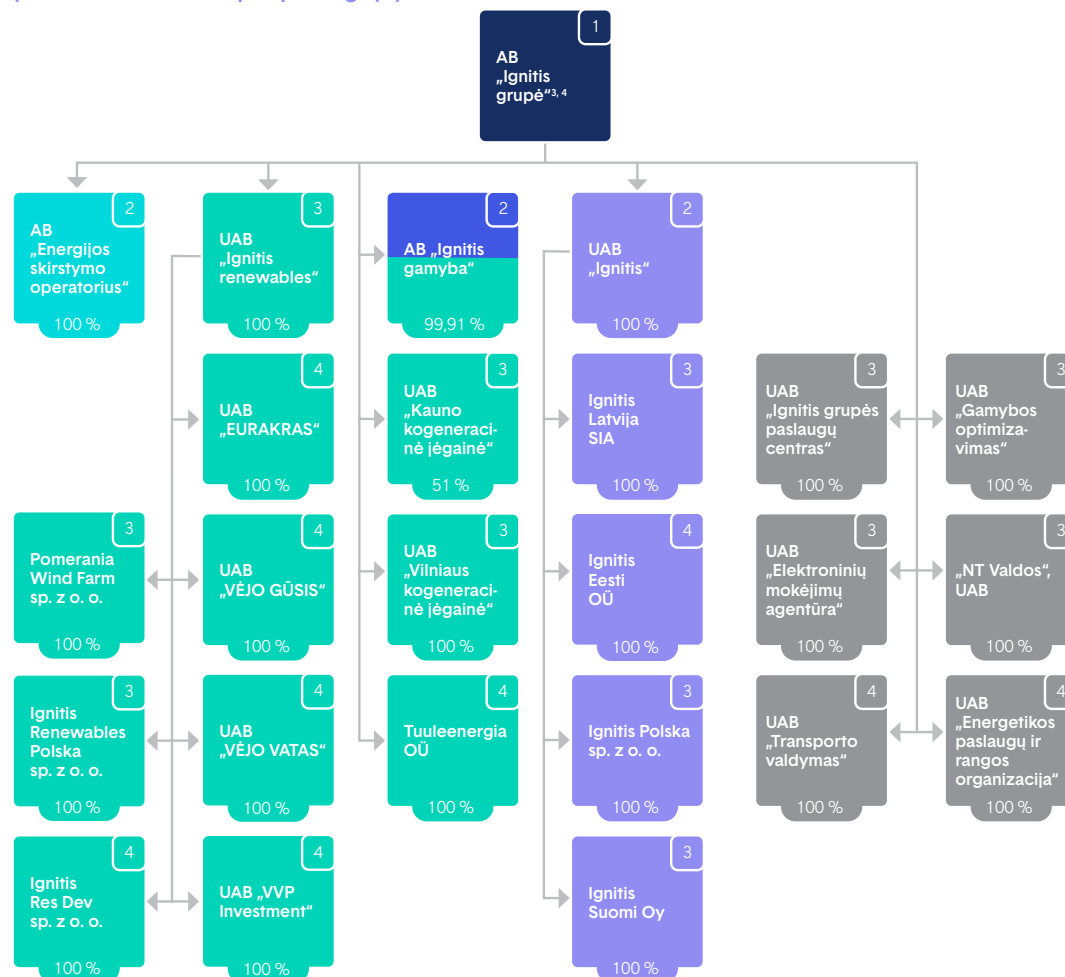 1
AB
„Ignitis
grupė“3, 4
2
AB
„Energijos
skirstymo
operatorius“
100 %
3
UAB
„Ignitis
renewables“
100 %
2
AB „Ignitis
gamyba“
99,91 %
2
UAB
„Ignitis“
100 %
4
UAB
„EURAKRAS“
100 %
3
UAB
„Kauno
kogeneraci-
nė jėgainė“
51 %
3
Ignitis
Latvija
SIA
100 %
3
UAB
„Ignitis grupės
paslaugų
centras“
100 %
3
UAB
„Gamybos
optimiza-
vimas“
100 %
3
Pomerania
Wind Farm
sp. z o. o.
100 %
4
UAB
„VĖJO GŪSIS“
100 %
3
UAB
„Vilniaus
kogeneraci-
nė jėgainė“
100 %
4
Ignitis
Eesti
OÜ
100 %
3
UAB
„Elektroninių
mokėjimų
agentūra“
100 %
3
„NT Valdos“,
UAB
100 %
3
Ignitis
Renewables
Polska
sp. z o. o.
100 %
4
UAB
„VĖJO VATAS“
100 %
4
Tuuleenergia
OÜ
100 %
3
Ignitis Polska
sp. z o. o.
100 %
4
UAB
„Transporto
valdymas“
100 %
4
UAB
„Energetikos
paslaugų ir
rangos
organizacija“
100 %
4
Ignitis
Res Dev
sp. z o. o.
100 %
4
UAB „VVP
Investment“
100 %
3
Ignitis
Suomi Oy
100 %